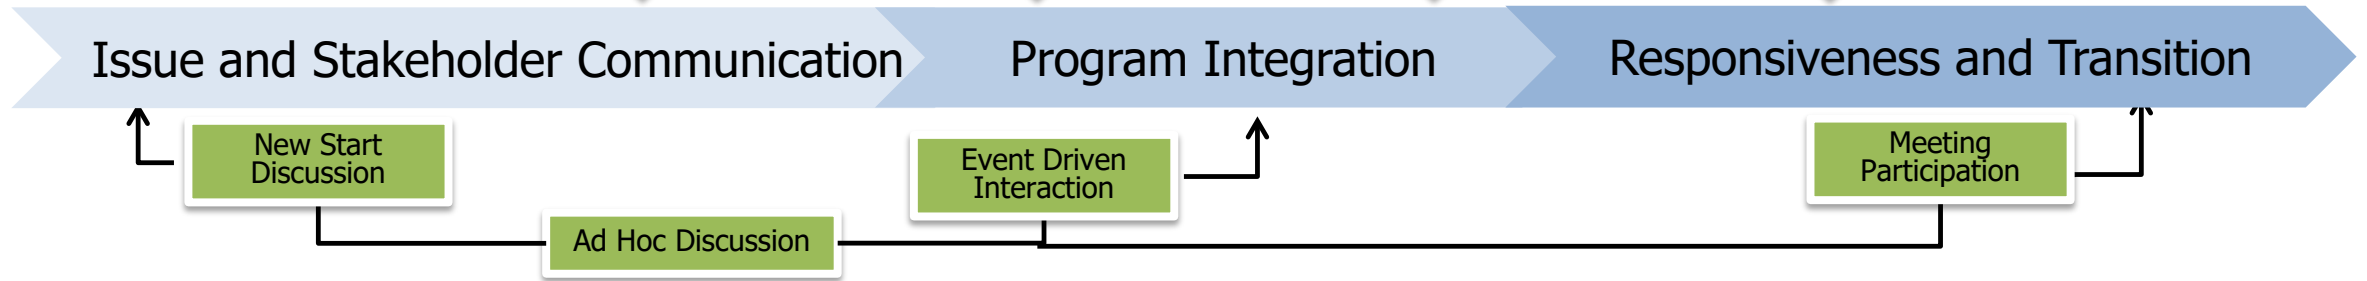 Issue and Stakeholder Communication
Program Integration
Responsiveness and Transition
New Start
Discussion
Event Driven
Interaction
Meeting
Participation
Ad Hoc Discussion